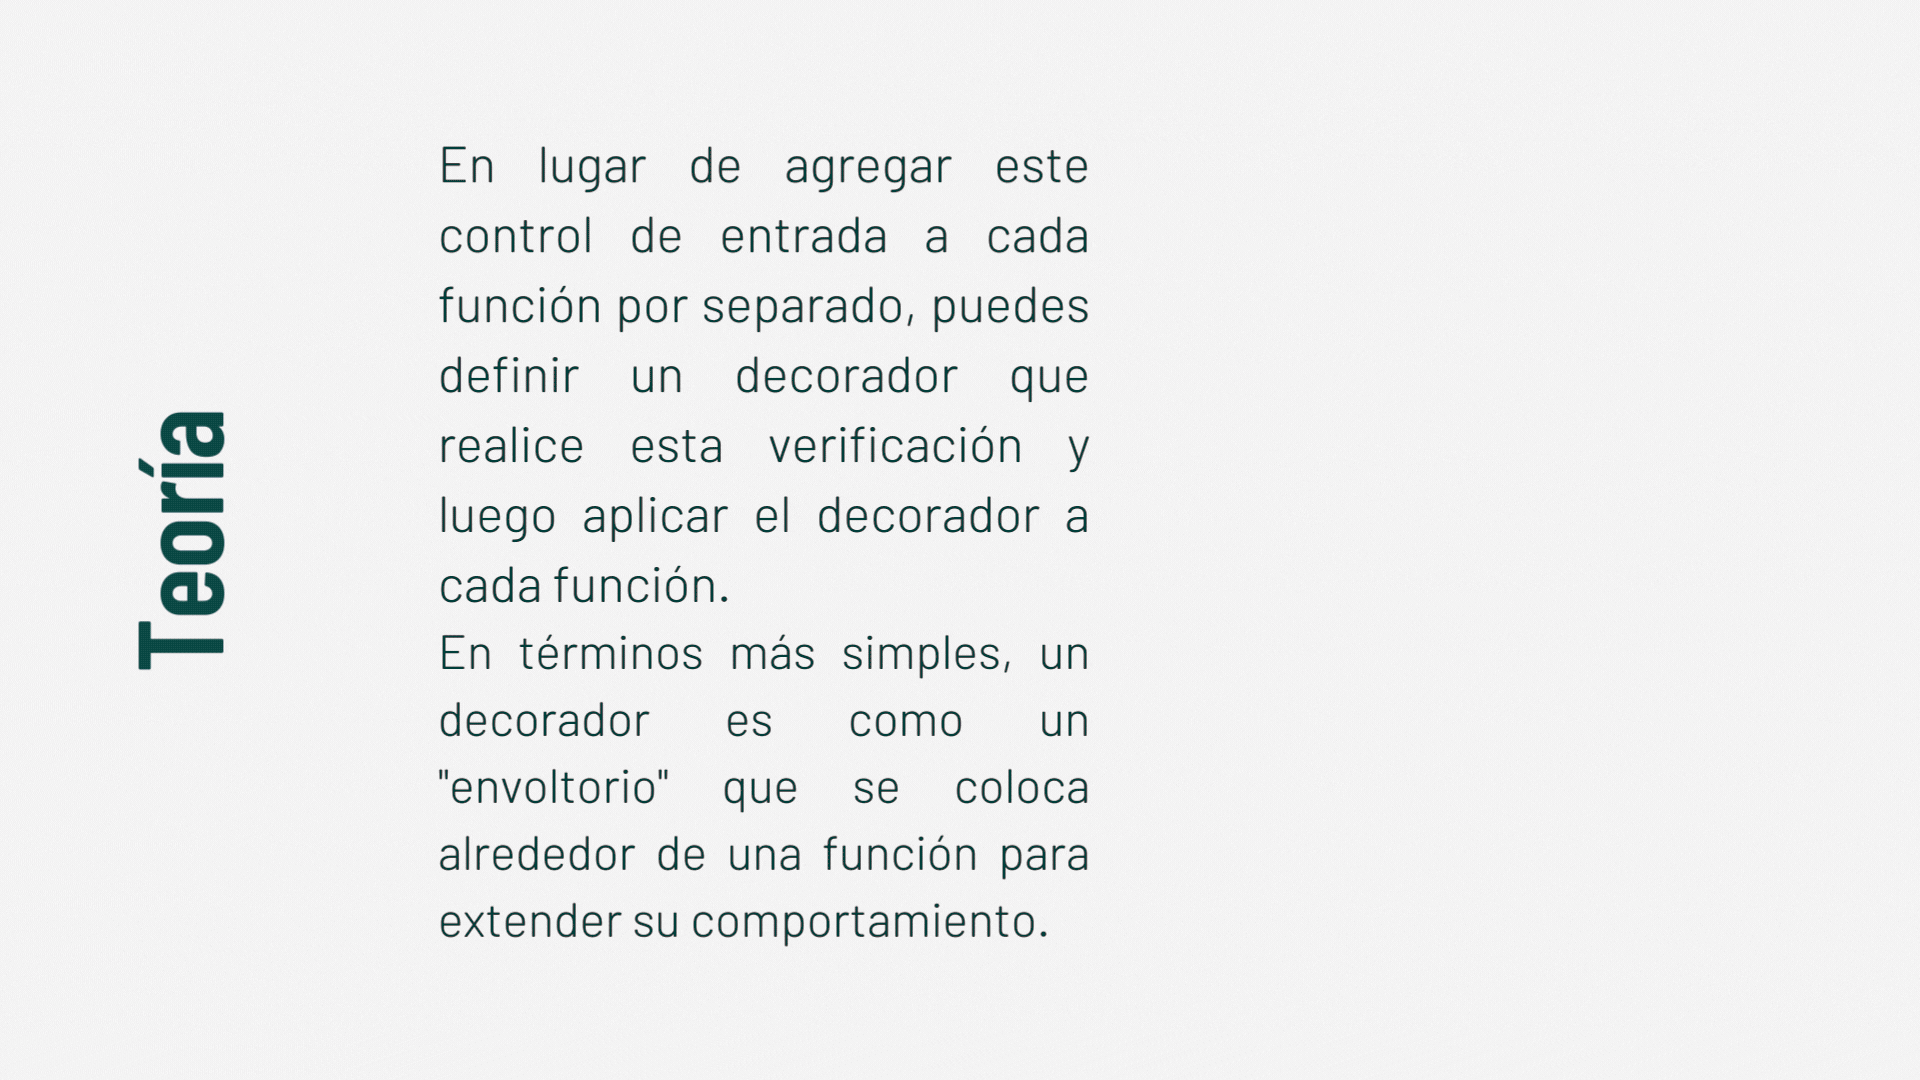 Teoría
En lugar de agregar este
control de entrada a cada
función por separado, puedes
definir un decorador que
realice esta verificación y
luego aplicar el decorador a
cada función.
En términos más simples, un
decorador es como un
"envoltorio" que se coloca
alrededor de una función para
extender su comportamiento.